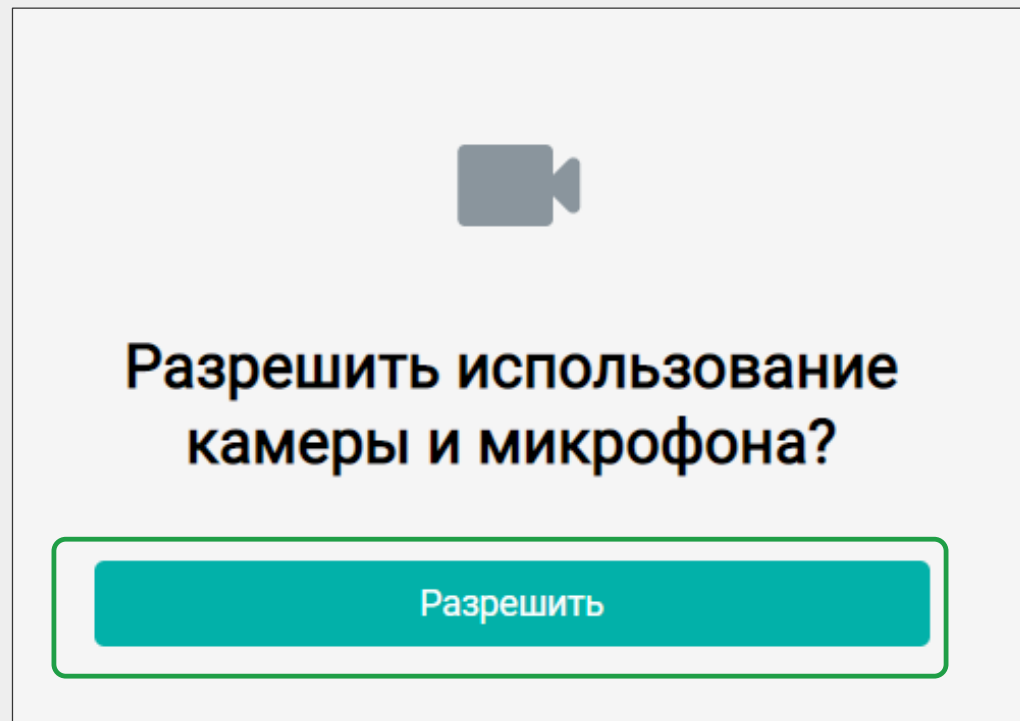 Разрешить использование
камеры и микрофона?
Разрешить